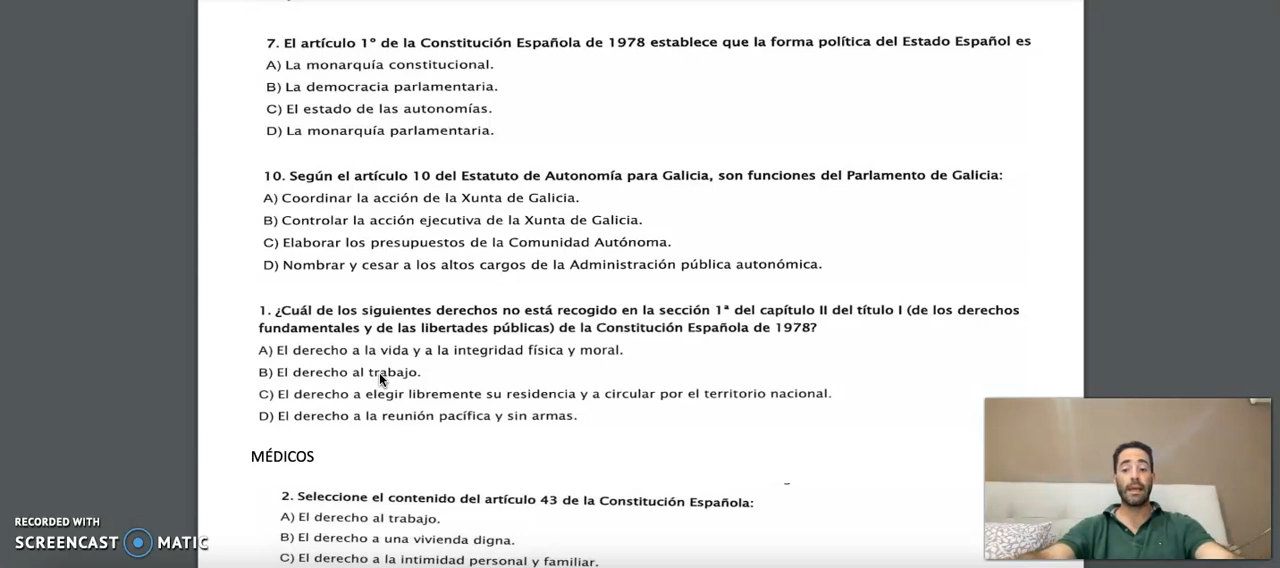 7. El artículo 1º de la Constitución Española de 1978 establece que la forma política del Estado Español es
A) La monarquía constitucional.
B) La democracia parlamentaria.
C) El estado de las autonomías.
D) La monarquía parlamentaria.
10. Según el artículo 10 del Estatuto de Autonomía para Galicia, son funciones del Parlamento de Galicia:
A) Coordinar la acción de la Xunta de Galicia.
B) Controlar la acción ejecutiva de la Xunta de Galicia.
C) Elaborar los presupuestos de la Comunidad Autónoma.
D) Nombrar y cesar a los altos cargos de la Administración pública autonómica.
1. ¿Cuál de los siguientes derechos no está recogido en la sección 1ª del capítulo II del título I (de los derechos
fundamentales y de las libertades públicas) de la Constitución Española de 1978?
A) El derecho a la vida y a la integridad física y moral.
B) El derecho al trabajo.
C) El derecho a elegir libremente su residencia y a circular por el territorio nacional.
D) El derecho a la reunión pacífica y sin armas.
MÉDICOS
2. Seleccione el contenido del artículo 43 de la Constitución Española:
A) El derecho al trabajo.
B) El derecho a una vivienda digna.
C) El derecho a la intimidad personal y familiar.
RECORDED WITH
SCREENCAST MATIC